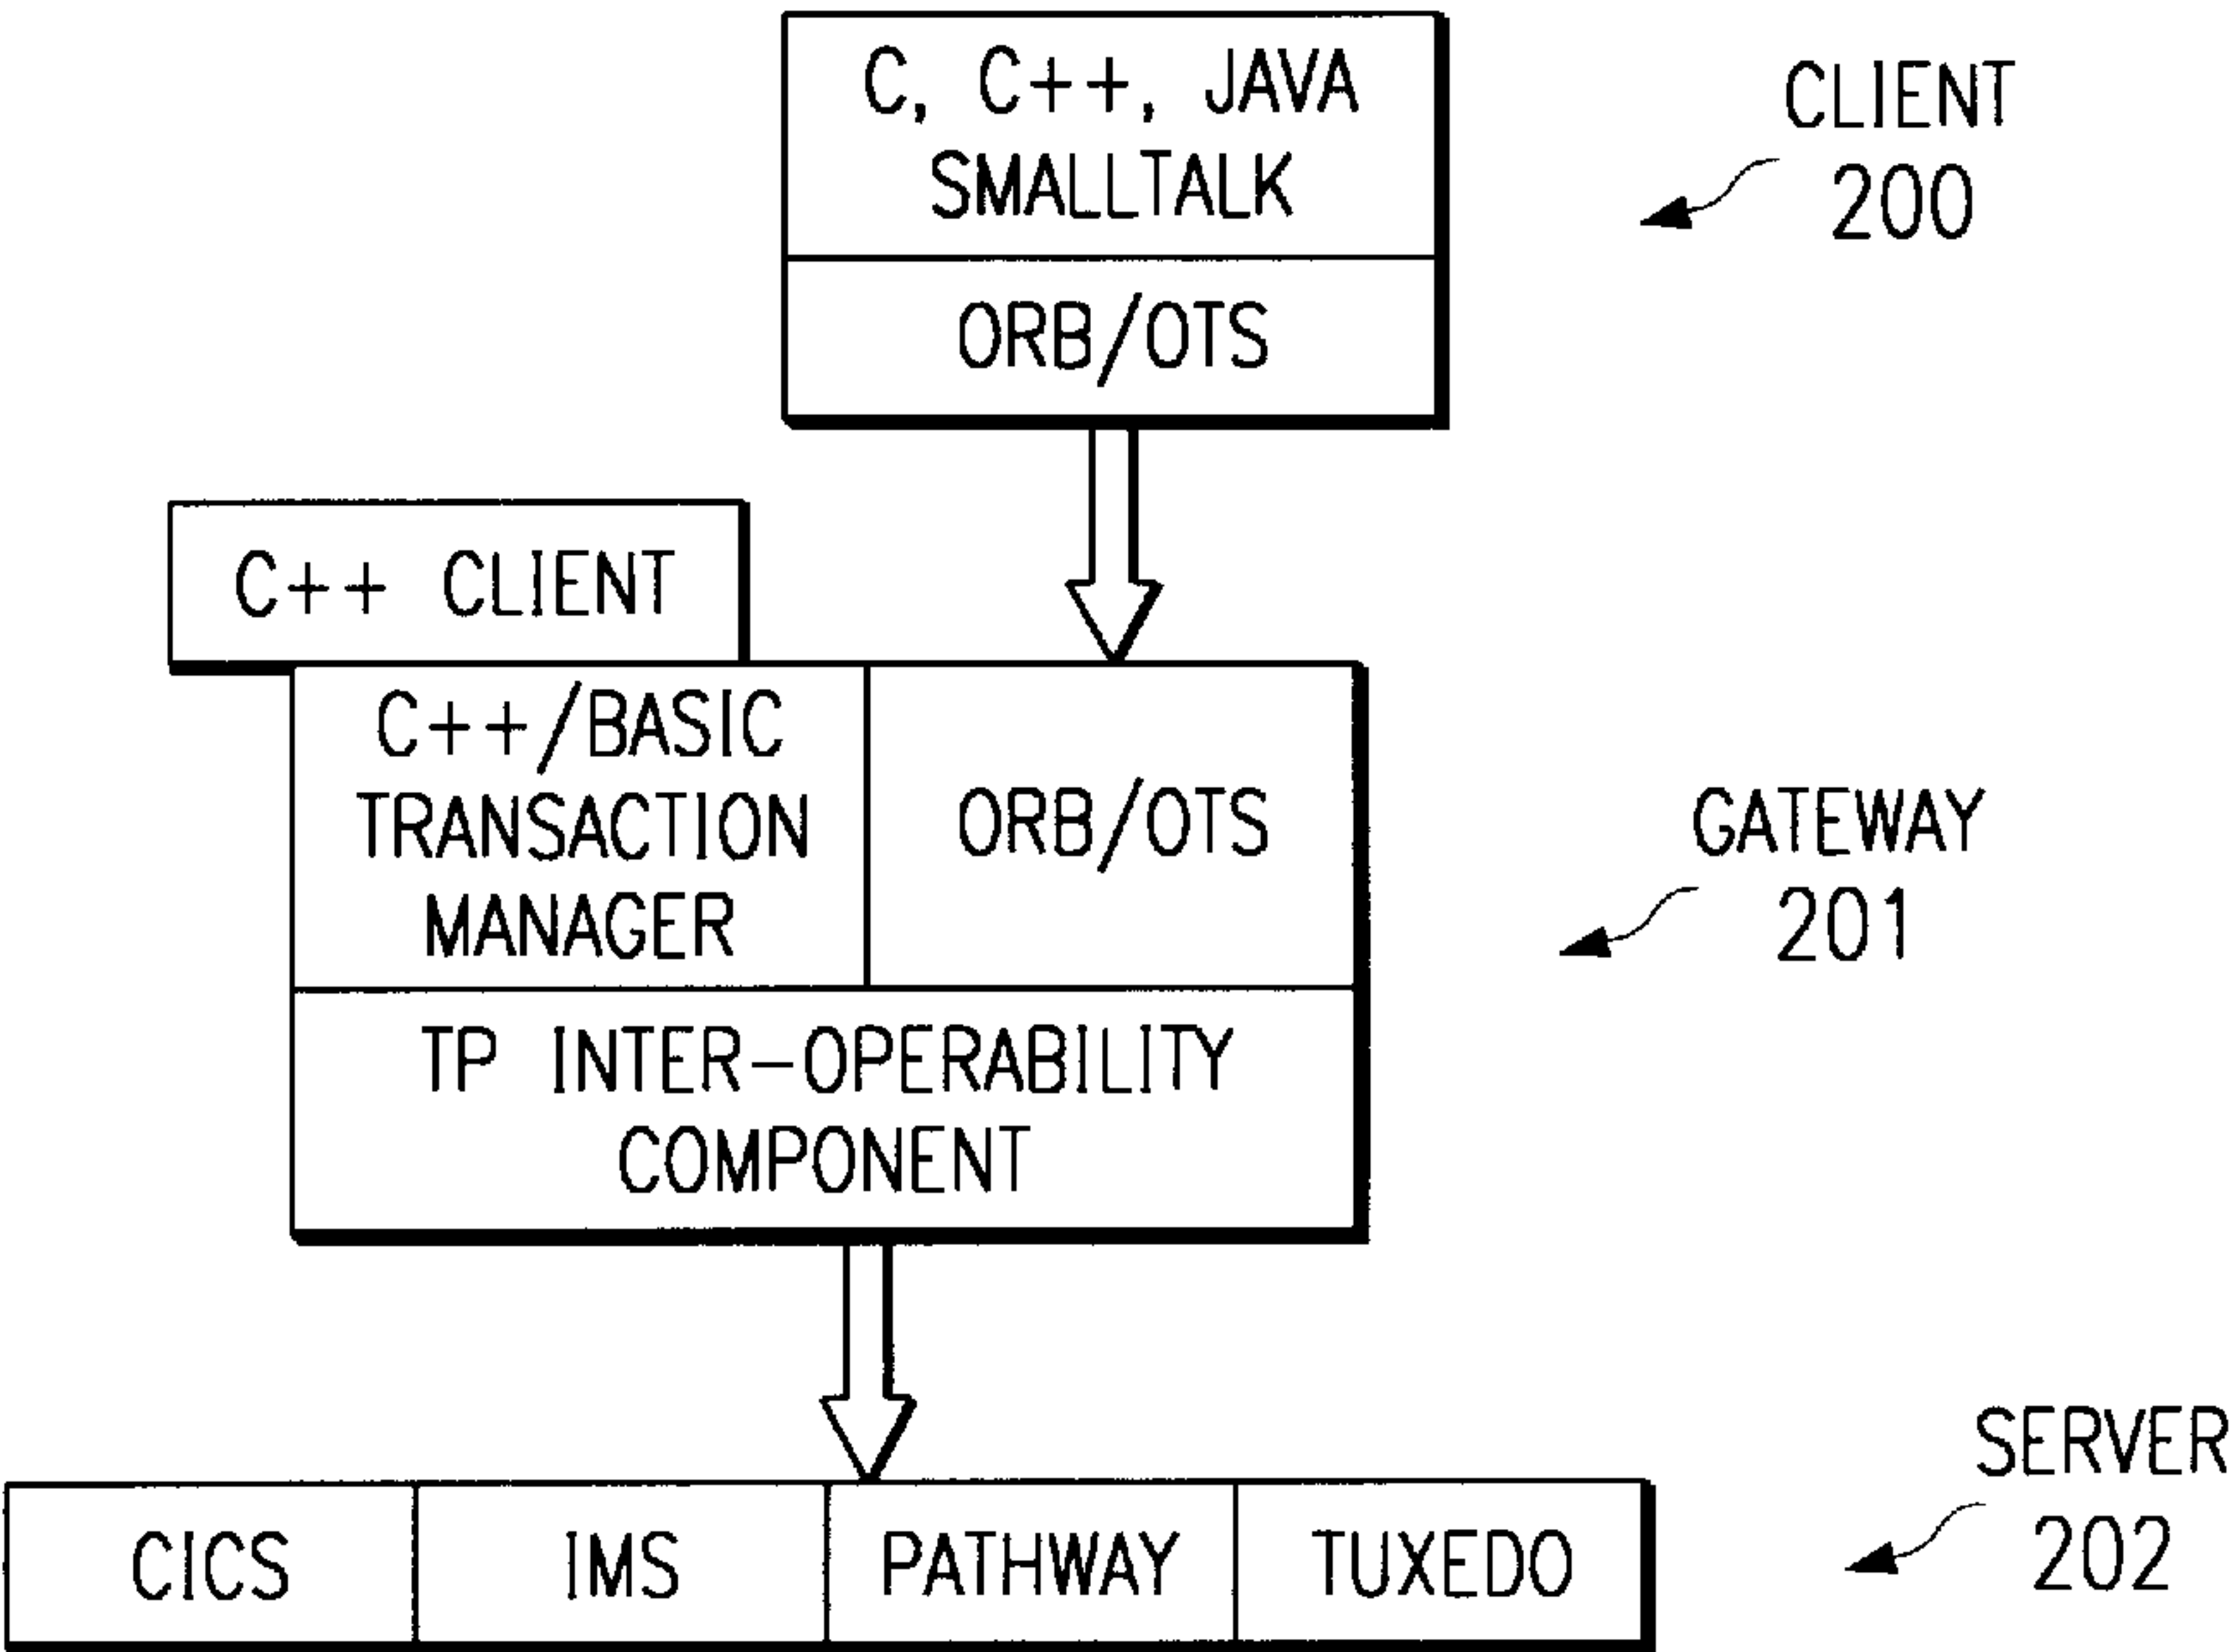 C, C++, JAVA
SMALLTALK
CLIENT
200
ORB/OTS
C++ CLIENT
C++/BASIC
TRANSACTION
MANAGER
ORB/OTS
GATEWAY
201
TP INTER-OPERABILITY
COMPONENT
CICS
IMS
PATHWAY
TUXEDO
SERVER
202